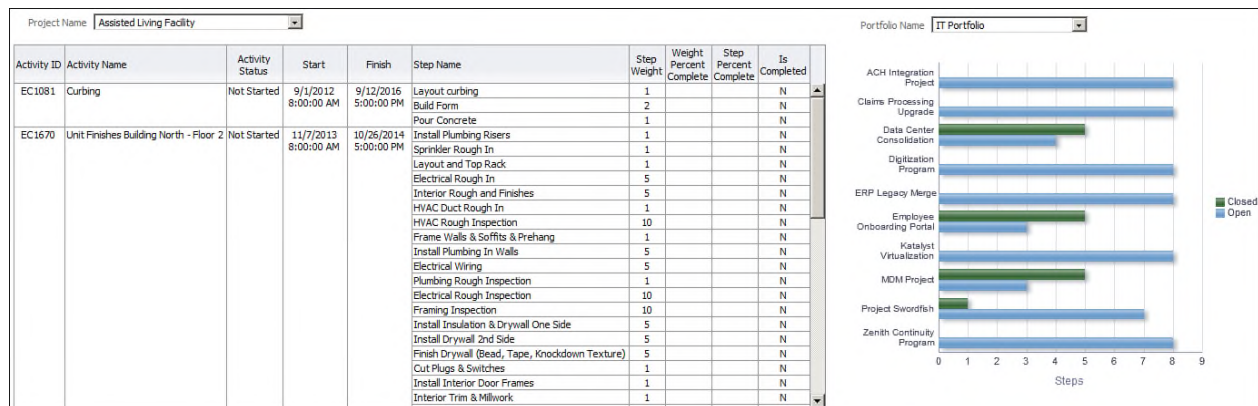 Project Name Assisted Living Facility
Activity ID Activity Name Activity Status Start Finish Step Name Step Weight Weight Percent Complete Step Percent Complete Is Completed
EC1081 Curbing Not Started 9/1/2012 8:00:00 AM 9/12/2016 5:00:00 PM Layout curbing 1 N
Build Form 2 N
Pour Concrete 1 N
EC1670 Unit Finishes Building North - Floor 2 Not Started 11/7/2013 8:00:00 AM 10/26/2014 5:00:00 PM Install Plumbing Risers 1 N
Sprinkler Rough In 1 N
Layout and Top Rack 1 N
Electrical Rough In 5 N
Interior Rough and Finishes 5 N
HVAC Duct Rough In 1 N
HVAC Rough Inspection 10 N
Frame Walls & Soffits & Prehang 1 N
Install Plumbing In Walls 5 N
Electrical Wiring 5 N
Plumbing Rough Inspection 1 N
Electrical Rough Inspection 10 N
Framing Inspection 10 N
Install Insulation & Drywall One Side 5 N
Install Drywall 2nd Side 5 N
Finish Drywall (Bead, Tape, Knockdown Texture) 5 N
Cut Plugs & Switches 1 N
Install Interior Door Frames 1 N
Interior Trim & Millwork 1 N
Portfolio Name IT Portfolio
ACH Integration
Project
Claims Processing
Upgrade
Data Center
Consolidation
Digitization
Program
ERP Legacy Merge
Employee
Onboarding Portal
Katalyst
Virtualization
MDM Project
Project Swordfish
Zenith Continuity
Program
0 1 2 3 4 5 6 7 8 9
Steps
Closed
Open